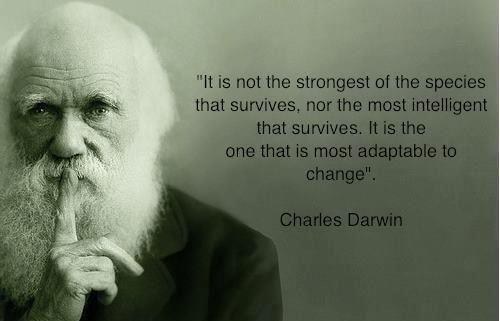 "It is not the strongest of the species
that survives, nor the most intelligent
that survives. It is the
one that is most adaptable to
change".
Charles Darwin